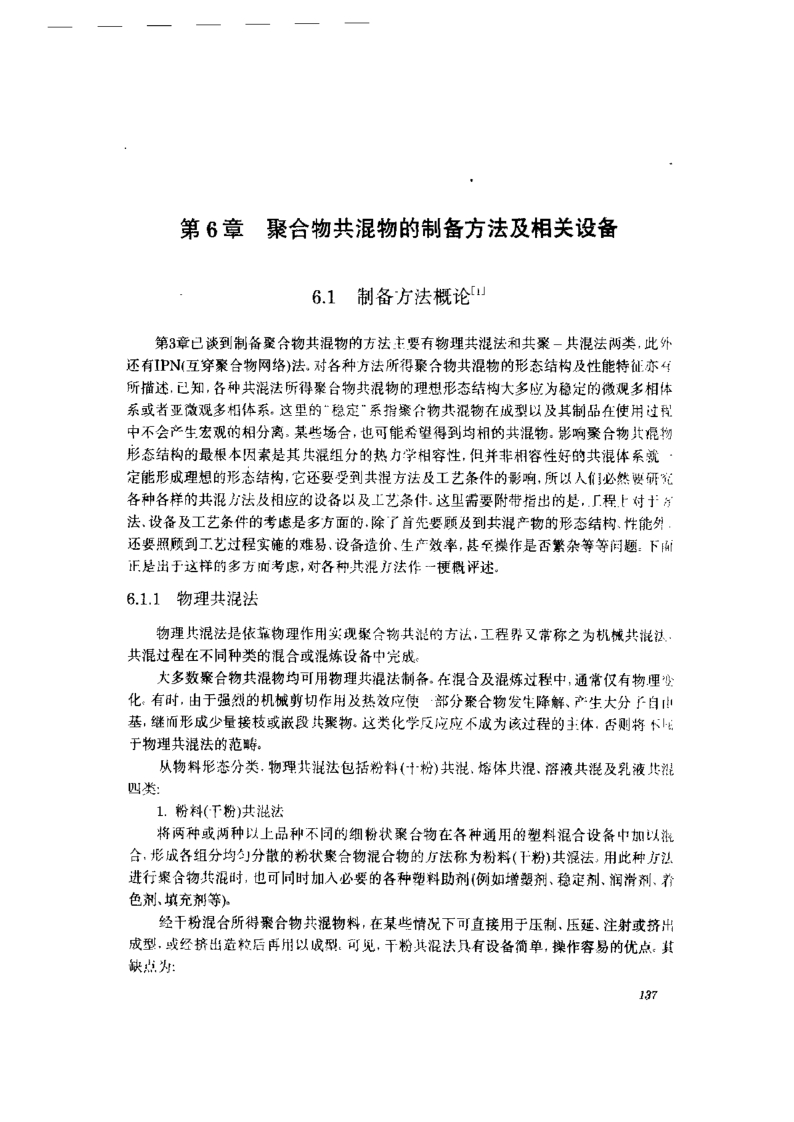 第6章 聚合物共混物的制备方法及相关设备
6.1 制备方法概论[1]
第3章已谈到制备聚合物共混物的方法主要有物理共混法和共聚－共混法两类,此外
还有IPN(互穿聚合物网络)法。对各种方法所得聚合物共混物的形态结构及性能特征亦有
所描述,已知,各种共混法所得聚合物共混物的理想形态结构大多应为稳定的微观多相体
系或者亚微观多相体系。这里的“稳定”系指聚合物共混物在成型以及其制品在使用过程
中不会产生宏观的相分离。某些场合,也可能希望得到均相的共混物。影响聚合物共混物
形态结构的最根本因素是其共混组分的热力学相容性,但并非相容性好的共混体系就一
定能形成理想的形态结构,它还要受到共混方法及工艺条件的影响,所以人们必然要研究
各种各样的共混方法及相应的设备以及工艺条件。这里需要附带指出的是,工程上对于方
法、设备及工艺条件的考虑是多方面的,除了首先要顾及到共混产物的形态结构、性能外,
还要照顾到工艺过程实施的难易、设备造价、生产效率,甚至操作是否繁杂等等问题。下面
正是出于这样的多方面考虑,对各种共混方法作一梗概评述。
6.1.1 物理共混法
物理共混法是依靠物理作用实现聚合物共混的方法,工程界又常称之为机械共混法,
共混过程在不同种类的混合或混炼设备中完成。
大多数聚合物共混物均可用物理共混法制备。在混合及混炼过程中,通常仅有物理变
化。有时,由于强烈的机械剪切作用及热效应使一部分聚合物发生降解、产生大分子自由
基,继而形成少量接枝或嵌段共聚物。这类化学反应应不成为该过程的主体,否则将不属
于物理共混法的范畴。
从物料形态分类,物理共混法包括粉料(干粉)共混、熔体共混、溶液共混及乳液共混
四类:
1. 粉料(干粉)共混法
将两种或两种以上品种不同的细粉状聚合物在各种通用的塑料混合设备中加以混
合,形成各组分均匀分散的粉状聚合物混合物的方法称为粉料(干粉)共混法,用此种方法
进行聚合物共混时,也可同时加入必要的各种塑料助剂(例如增塑剂、稳定剂、润滑剂、着
色剂、填充剂等)。
经干粉混合所得聚合物共混物料,在某些情况下可直接用于压制、压延、注射或挤出
成型,或经挤出造粒后再用以成型。可见,干粉共混法具有设备简单,操作容易的优点。其
缺点为:
137